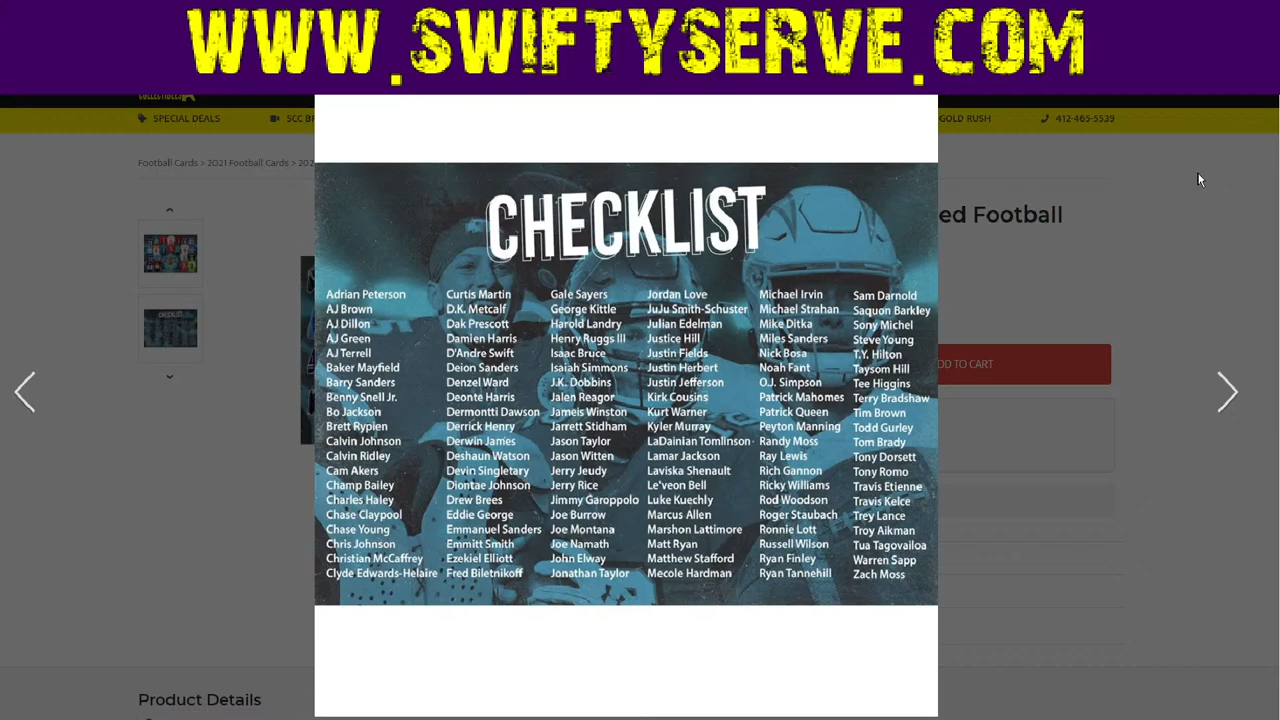 WWW.SWIFTYSERVE.COM
SPECIAL DEALS
SCC BR
GOLD RUSH
412-465-5539
Football Cards > 2021 Football Cards > 202
ed Football
CHECKLIST
Adrian Peterson
AJ Brown
AJ Dillon
AJ Green
AJ Terrell
Baker Mayfield
Barry Sanders
Benny Snell Jr.
Bo Jackson
Brett Rypien
Calvin Johnson
Calvin Ridley
Cam Akers
Champ Bailey
Charles Haley
Chase Claypool
Chase Young
Chris Johnson
Christian McCaffrey
Clyde Edwards-Helaire
Curtis Martin
D.K. Metcalf
Dak Prescott
Damien Harris
D'Andre Swift
Deion Sanders
Denzel Ward
Deonte Harris
Dermontti Dawson
Derrick Henry
Derwin James
Deshaun Watson
Devin Singletary
Diontae Johnson
Drew Brees
Eddie George
Emmanuel Sanders
Emmitt Smith
Ezekiel Elliott
Fred Biletnikoff
Gale Sayers
George Kittle
Harold Landry
Henry Ruggs III
Isaac Bruce
Isaiah Simmons
J.K. Dobbins
Jalen Reagor
Jameis Winston
Jarrett Stidham
Jason Taylor
Jason Witten
Jerry Jeudy
Jerry Rice
Jimmy Garoppolo
Joe Burrow
Joe Montana
Joe Namath
John Elway
Jonathan Taylor
Jordan Love
JuJu Smith-Schuster
Julian Edelman
Justice Hill
Justin Fields
Justin Herbert
Justin Jefferson
Kirk Cousins
Kurt Warner
Kyler Murray
LaDainian Tomlinson
Lamar Jackson
Laviska Shenault
Le'veon Bell
Luke Kuechly
Marcus Allen
Marshon Lattimore
Matt Ryan
Matthew Stafford
Mecole Hardman
Michael Irvin
Michael Strahan
Mike Ditka
Miles Sanders
Nick Bosa
Noah Fant
O.J. Simpson
Patrick Mahomes
Patrick Queen
Peyton Manning
Randy Moss
Ray Lewis
Rich Gannon
Ricky Williams
Rod Woodson
Roger Staubach
Ronnie Lott
Russell Wilson
Ryan Finley
Ryan Tannehill
Sam Darnold
Saquon Barkley
Sony Michel
Steve Young
T.Y. Hilton
Taysom Hill
Tee Higgins
Terry Bradshaw
Tim Brown
Todd Gurley
Tom Brady
Tony Dorsett
Tony Romo
Travis Etienne
Travis Kelce
Trey Lance
Troy Aikman
Tua Tagovailoa
Warren Sapp
Zach Moss
DD TO CART
Product Details